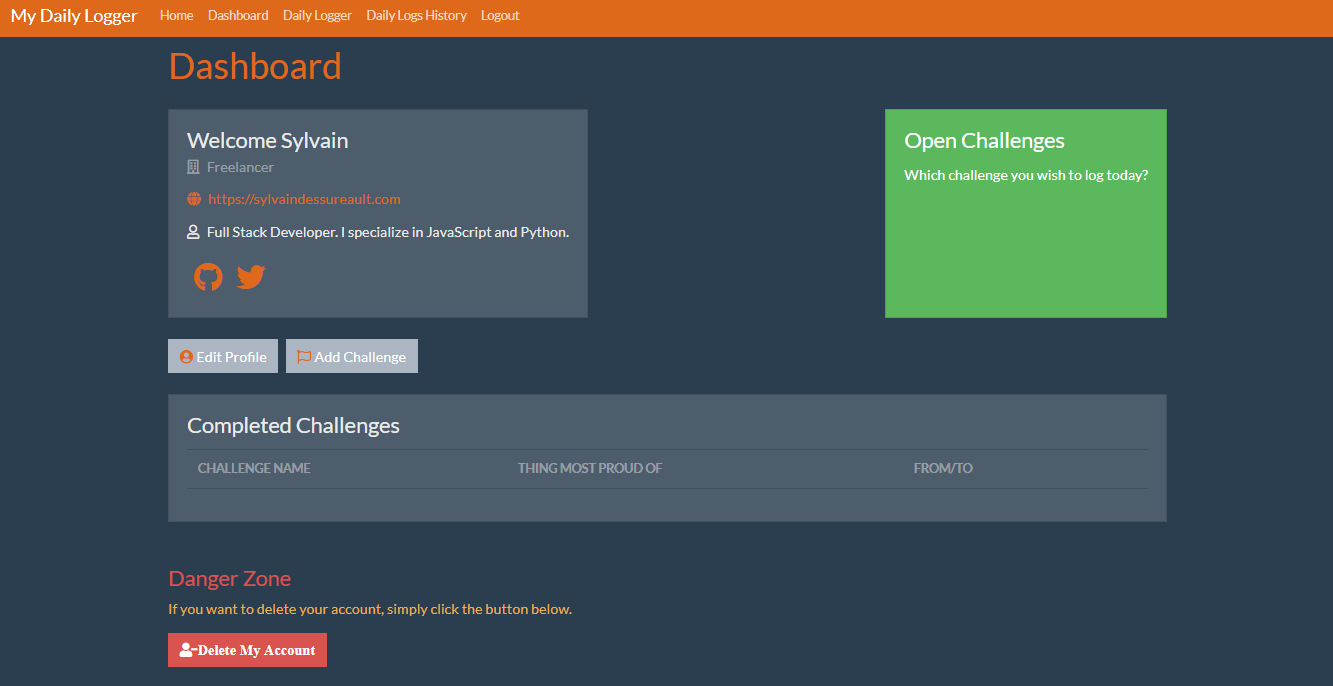 My Daily Logger Home Dashboard Daily Logger Daily Logs History Logout
Dashboard
Welcome Sylvain
Freelancer
https://sylvaindessureault.com
Full Stack Developer. I specialize in JavaScript and Python.
Open Challenges
Which challenge you wish to log today?
Edit Profile Add Challenge
Completed Challenges
CHALLENGE NAME THING MOST PROUD OF FROM/TO
Danger Zone
If you want to delete your account, simply click the button below.
Delete My Account